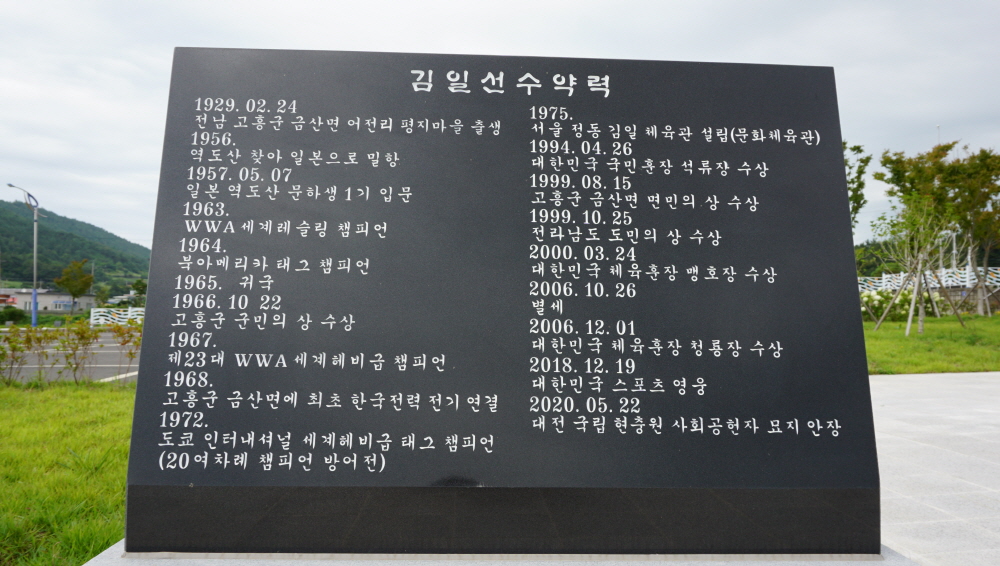 김일선수약력
1929. 02. 24
전남 고흥군 금산면 어전리 평지마을 출생
1956.
역도산 찾아 일본으로 밀항
1957. 05. 07
일본 역도산 문하생 1기 입문
1963.
WWA 세계레슬링 챔피언
1964.
북아메리카 태그 챔피언
1965. 귀국
1966. 10 22
고흥군 군민의 상 수상
1967.
제23대 WWA 세계헤비급 챔피언
1968.
고흥군 금산면에 최초 한국전력 전기 연결
1972.
도쿄 인터내셔널 세계헤비급 태그 챔피언
(20여차례 챔피언 방어전)
1975.
서울 정동 김일 체육관 설립(문화체육관)
1994. 04. 26
대한민국 국민훈장 석류장 수상
1999. 08. 15
고흥군 금산면 면민의 상 수상
1999. 10. 25
전라남도 도민의 상 수상
2000. 03. 24
대한민국 체육훈장 맹호장 수상
2006. 10. 26
별세
2006. 12. 01
대한민국 체육훈장 청룡장 수상
2018. 12. 19
대한민국 스포츠 영웅
2020. 05. 22
대전 국립 현충원 사회공헌자 묘지 안장